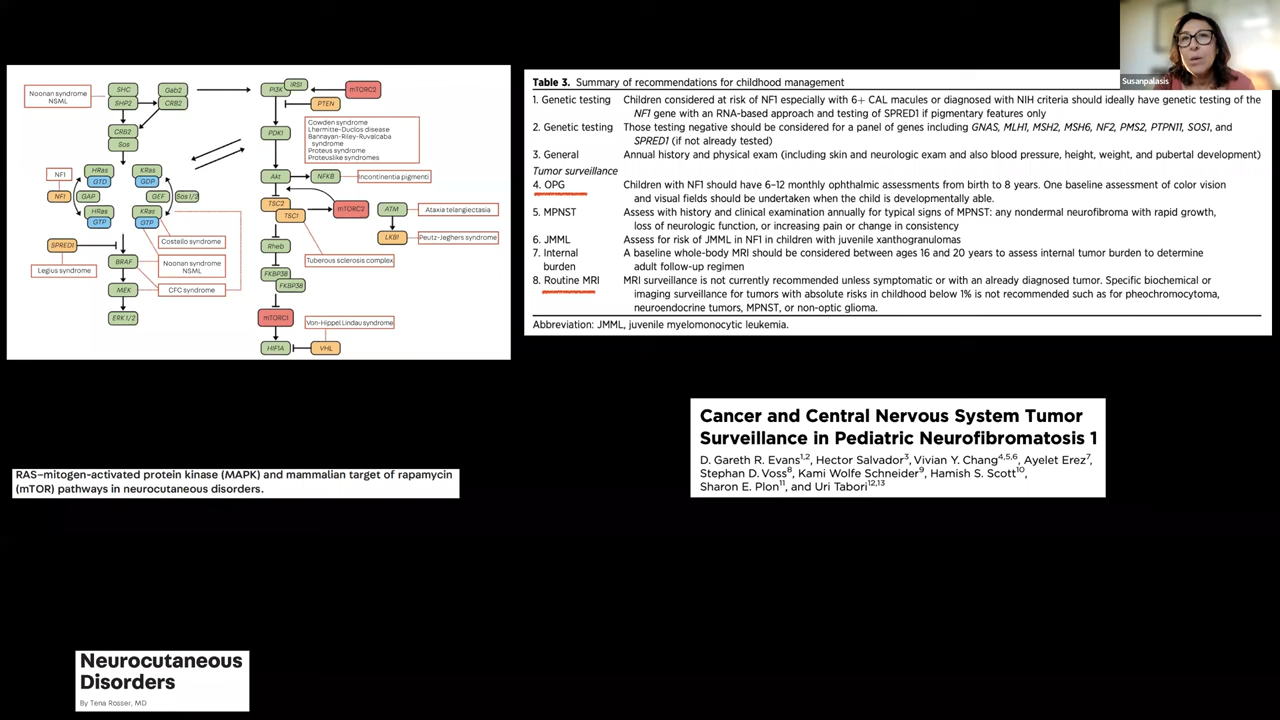 Susanpalasis
Noonan syndrome
NSML
SHC
SHP2
Gab2
CRB2
CRB2
Sos
NF1
NF1
HRas
GTD
GAP
HRas
GTP
KRas
GDP
GEF
Sos 1/2
KRas
GTP
SPRED1
Legius syndrome
BRAF
MEK
ERK 1/2
Costello syndrome
Noonan syndrome
NSML
CFC syndrome
PI3K
IRS1
mTORC2
PTEN
PDK1
Cowden syndrome
Lhermitte-Duclos disease
Bannayan-Riley-Ruvalcaba
syndrome
Proteus syndrome
Proteuslike syndromes
Akt
NFKB
Incontinentia pigmenti
TSC2
TSC1
mTORC2
ATM
Ataxia telangiectasia
LKB1
Peutz-Jeghers syndrome
Rheb
Tuberous sclerosis complex
FKBP38
FKBP38
mTORC1
Von-Hippel Lindau syndrome
HIF1A
VHL
Table 3. Summary of recommendations for childhood management
1. Genetic testing Children considered at risk of NF1 especially with 6+ CAL macules or diagnosed with NIH criteria should ideally have genetic testing of the
NF1 gene with an RNA-based approach and testing of SPRED1 if pigmentary features only
2. Genetic testing Those testing negative should be considered for a panel of genes including GNAS, MLH1, MSH2, MSH6, NF2, PMS2, PTPN11, SOS1, and
SPRED1 (if not already tested)
3. General Annual history and physical exam (including skin and neurologic exam and also blood pressure, height, weight, and pubertal development)
Tumor surveillance
4. OPG Children with NF1 should have 6–12 monthly ophthalmic assessments from birth to 8 years. One baseline assessment of color vision
and visual fields should be undertaken when the child is developmentally able.
5. MPNST Assess with history and clinical examination annually for typical signs of MPNST: any nondermal neurofibroma with rapid growth,
loss of neurologic function, or increasing pain or change in consistency
6. JMML Assess for risk of JMML in NF1 in children with juvenile xanthogranulomas
7. Internal A baseline whole-body MRI should be considered between ages 16 and 20 years to assess internal tumor burden to determine
burden adult follow-up regimen
8. Routine MRI MRI surveillance is not currently recommended unless symptomatic or with an already diagnosed tumor. Specific biochemical or
imaging surveillance for tumors with absolute risks in childhood below 1% is not recommended such as for pheochromocytoma,
neuroendocrine tumors, MPNST, or non-optic glioma.
Abbreviation: JMML, juvenile myelomonocytic leukemia.
Cancer and Central Nervous System Tumor
Surveillance in Pediatric Neurofibromatosis 1
D. Gareth R. Evans1,2, Hector Salvador3, Vivian Y. Chang4,5,6, Ayelet Erez7,
Stephan D. Voss8, Kami Wolfe Schneider9, Hamish S. Scott10,
Sharon E. Plon11, and Uri Tabori12,13
RAS–mitogen-activated protein kinase (MAPK) and mammalian target of rapamycin
(mTOR) pathways in neurocutaneous disorders.
Neurocutaneous
Disorders
By Tena Rosser, MD